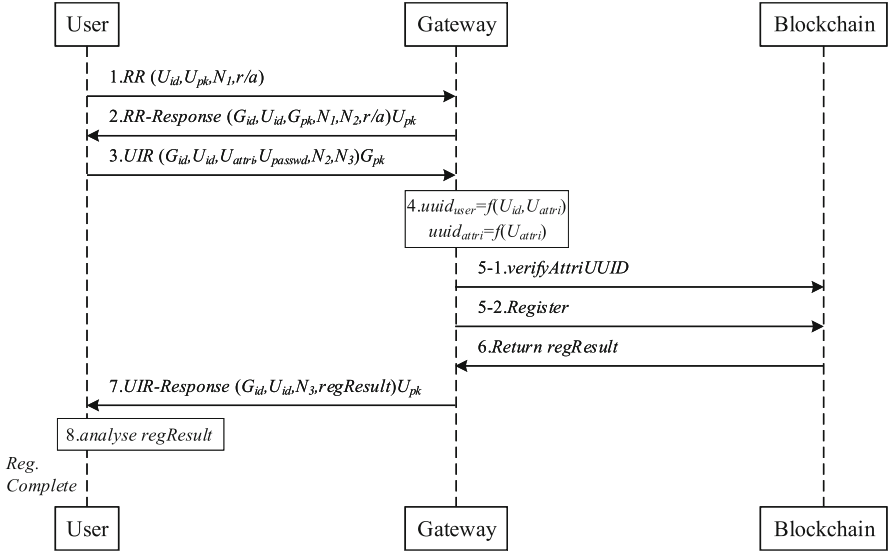 User Gateway Blockchain
1.RR (Uid,Upk,N1,r/a)
2.RR-Response (Gid,Uid,Gpk,N1,N2,r/a)Upk
3.UIR (Gid,Uid,Uattri,Upasswd,N2,N3)Gpk
4.uuiduser=f(Uid,Uattri)
uuidattri=f(Uattri)
5-1.verifyAttriUUID
5-2.Register
6.Return regResult
7.UIR-Response (Gid,Uid,N3,regResult)Upk
8.analyse regResult
Reg.
Complete
User Gateway Blockchain